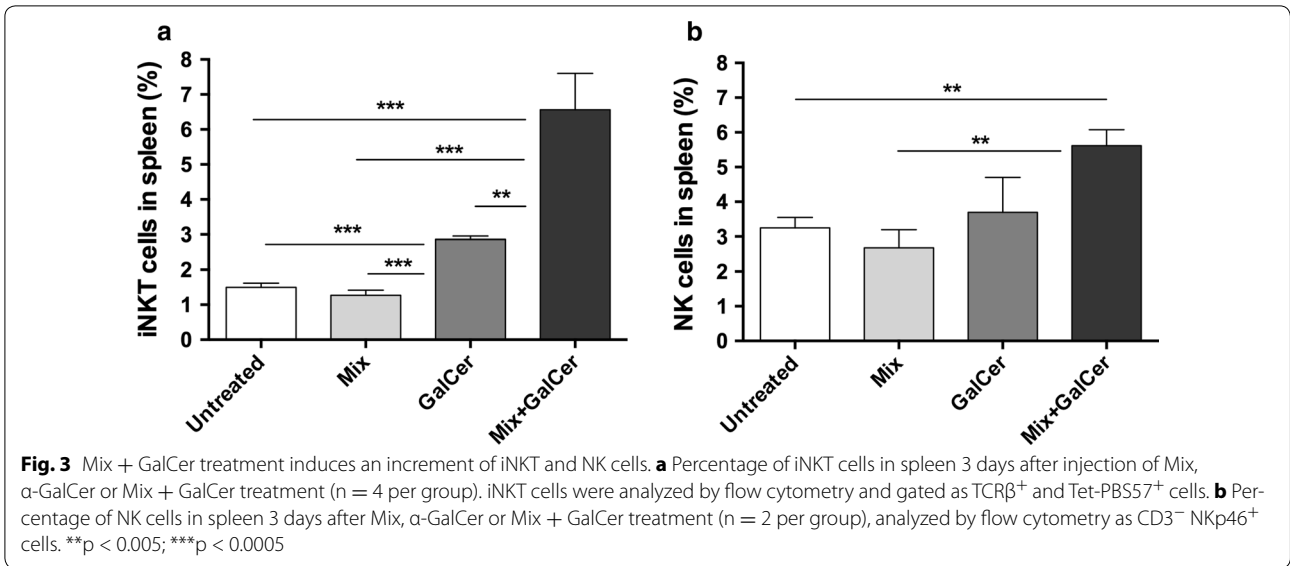 a
iNKT cells in spleen (%)
8
7
6
5
4
3
2
1
0
***
***
**
***
***
Untreated
Mix
GalCer
Mix+GalCer
b
NK cells in spleen (%)
8
7
6
5
4
3
2
1
0
**
**
Untreated
Mix
GalCer
Mix+GalCer
Fig. 3 Mix + GalCer treatment induces an increment of iNKT and NK cells. a Percentage of iNKT cells in spleen 3 days after injection of Mix,
α-GalCer or Mix + GalCer treatment (n = 4 per group). iNKT cells were analyzed by flow cytometry and gated as TCRβ⁺ and Tet-PBS57⁺ cells. b Per-
centage of NK cells in spleen 3 days after Mix, α-GalCer or Mix + GalCer treatment (n = 2 per group), analyzed by flow cytometry as CD3⁻ NKp46⁺
cells. **p < 0.005; ***p < 0.0005